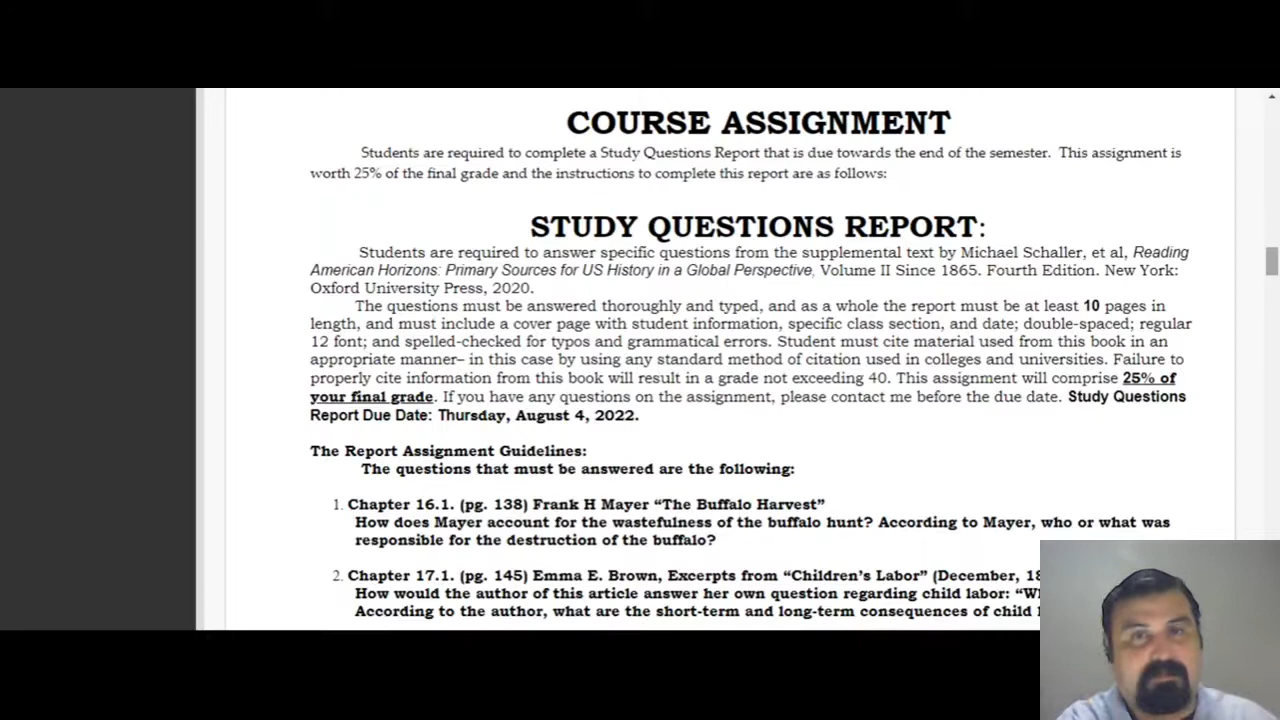 COURSE ASSIGNMENT
Students are required to complete a Study Questions Report that is due towards the end of the semester. This assignment is
worth 25% of the final grade and the instructions to complete this report are as follows:
STUDY QUESTIONS REPORT:
Students are required to answer specific questions from the supplemental text by Michael Schaller, et al, Reading
American Horizons: Primary Sources for US History in a Global Perspective, Volume II Since 1865. Fourth Edition. New York:
Oxford University Press, 2020.
The questions must be answered thoroughly and typed, and as a whole the report must be at least 10 pages in
length, and must include a cover page with student information, specific class section, and date; double-spaced; regular
12 font; and spelled-checked for typos and grammatical errors. Student must cite material used from this book in an
appropriate manner– in this case by using any standard method of citation used in colleges and universities. Failure to
properly cite information from this book will result in a grade not exceeding 40. This assignment will comprise 25% of
your final grade. If you have any questions on the assignment, please contact me before the due date. Study Questions
Report Due Date: Thursday, August 4, 2022.
The Report Assignment Guidelines:
The questions that must be answered are the following:
1. Chapter 16.1. (pg. 138) Frank H Mayer “The Buffalo Harvest”
How does Mayer account for the wastefulness of the buffalo hunt? According to Mayer, who or what was
responsible for the destruction of the buffalo?
2. Chapter 17.1. (pg. 145) Emma E. Brown, Excerpts from “Children’s Labor” (December, 18
How would the author of this article answer her own question regarding child labor: “
According to the author, what are the short-term and long-term consequences of child